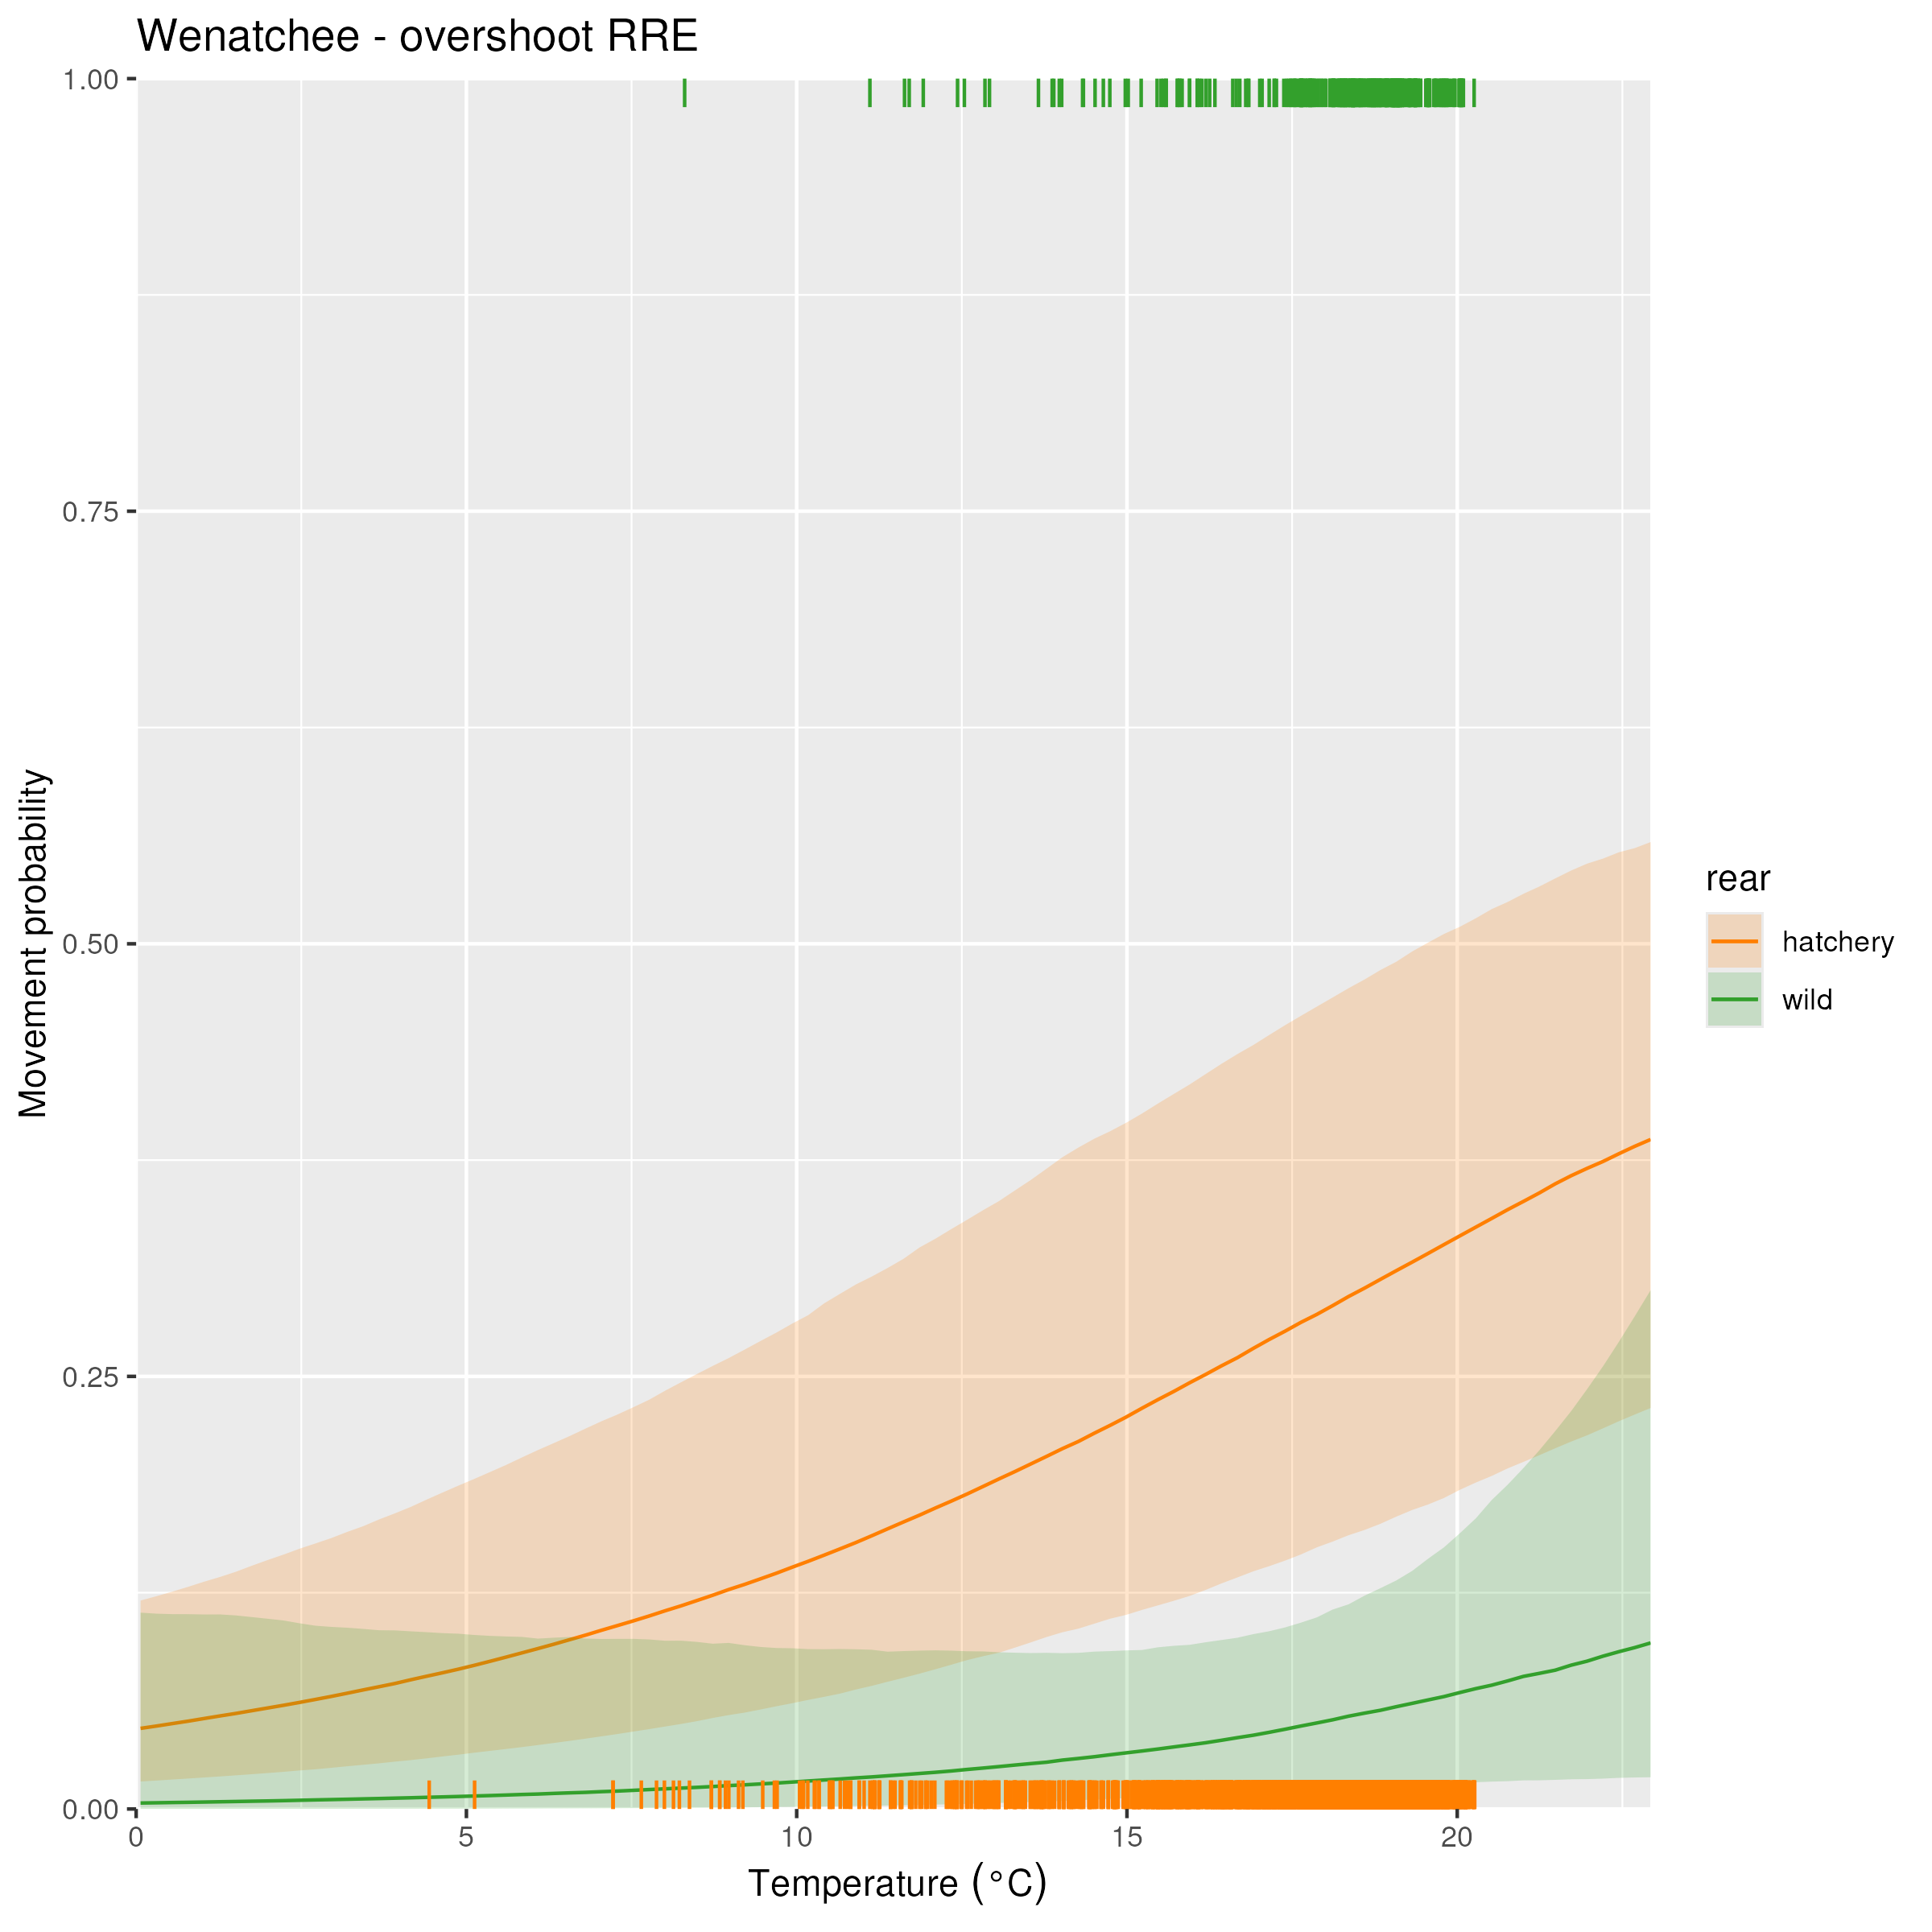 Wenatchee - overshoot RRE
1.00
0.75
0.50
0.25
0.00
0
5
10
15
20
Movement probability
Temperature (°C)
rear
hatchery
wild